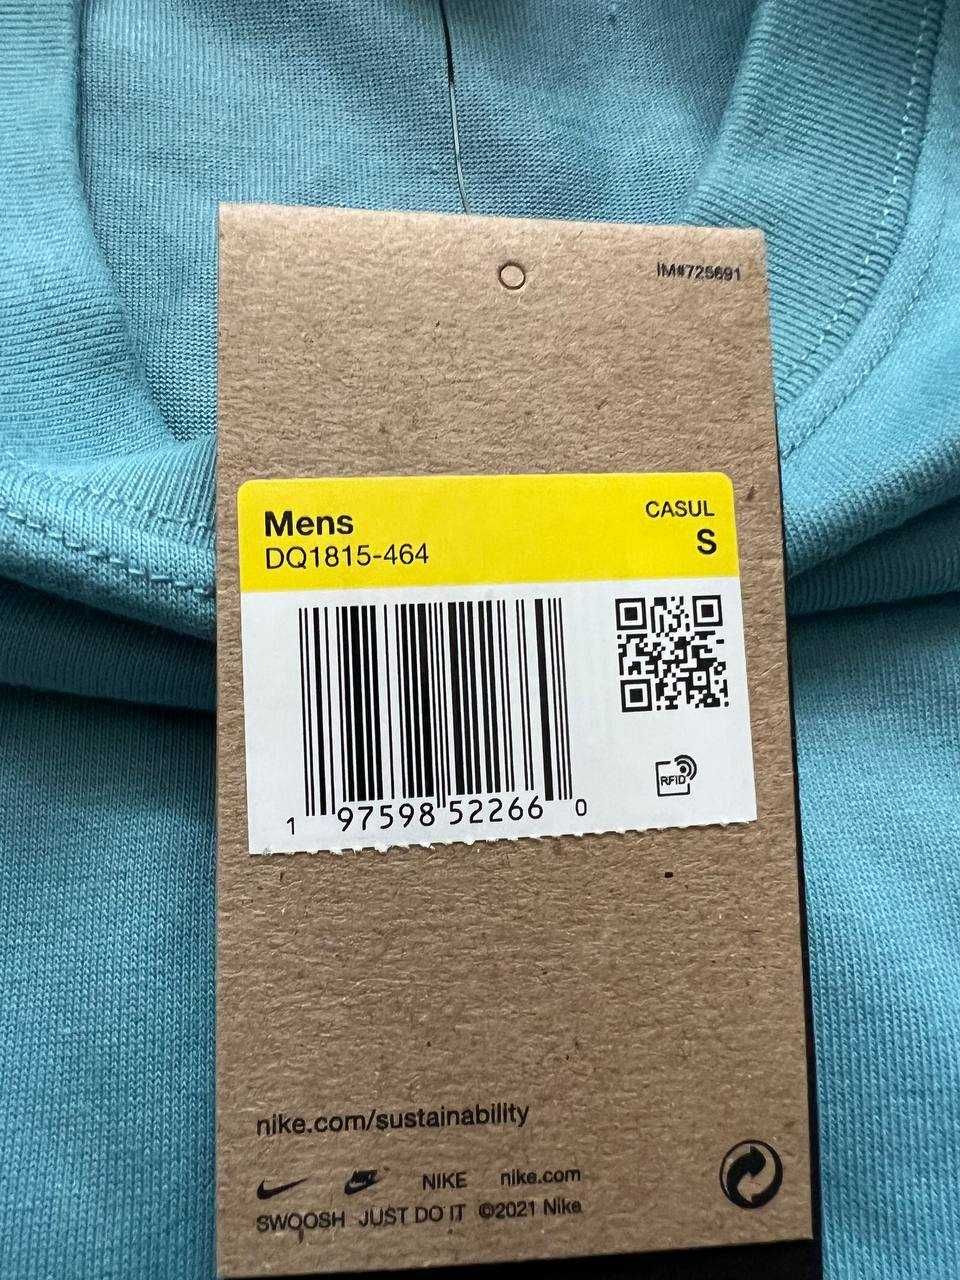 IM#725691
Mens
CASUL
DQ1815-464
S
RFID
1 97598 52266 0
nike.com/sustainability
NIKE nike.com
SWOOSH JUST DO IT ©2021 Nike